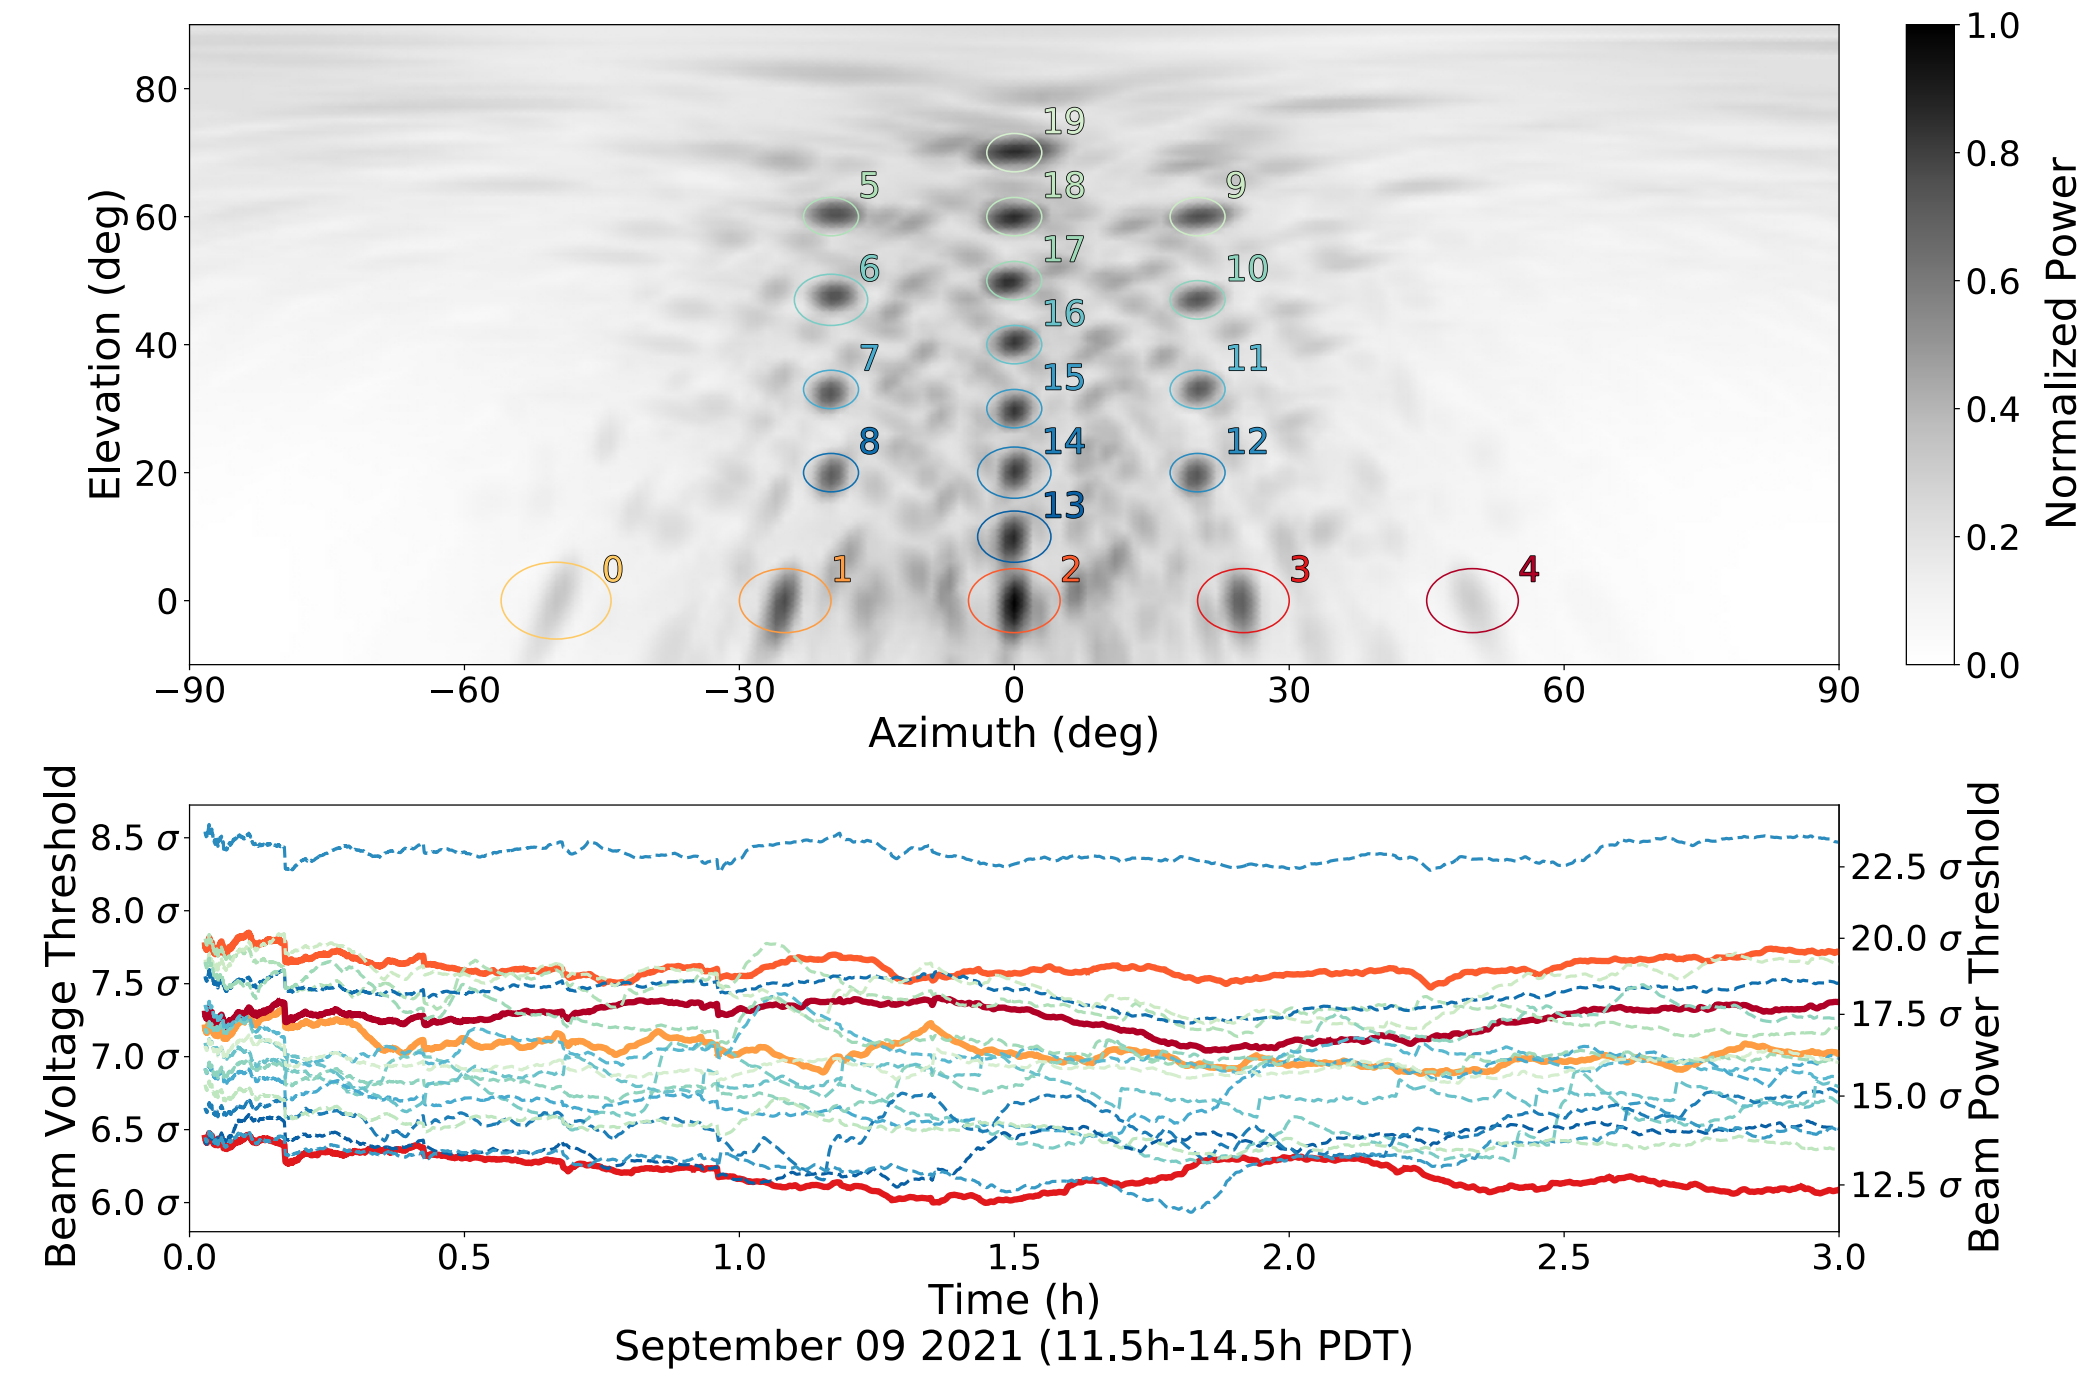 1.0
0.8
0.6
0.4
0.2
0.0
Normalized Power
80
60
40
20
0
Elevation (deg)
19
5
18
9
17
6
10
16
7
11
15
8
14
12
13
0
1
2
3
4
−90
−60
−30
0
30
60
90
Azimuth (deg)
Beam Voltage Threshold
8.5 σ
8.0 σ
7.5 σ
7.0 σ
6.5 σ
6.0 σ
22.5 σ
20.0 σ
17.5 σ
15.0 σ
12.5 σ
Beam Power Threshold
0.0
0.5
1.0
1.5
2.0
2.5
3.0
Time (h)
September 09 2021 (11.5h-14.5h PDT)